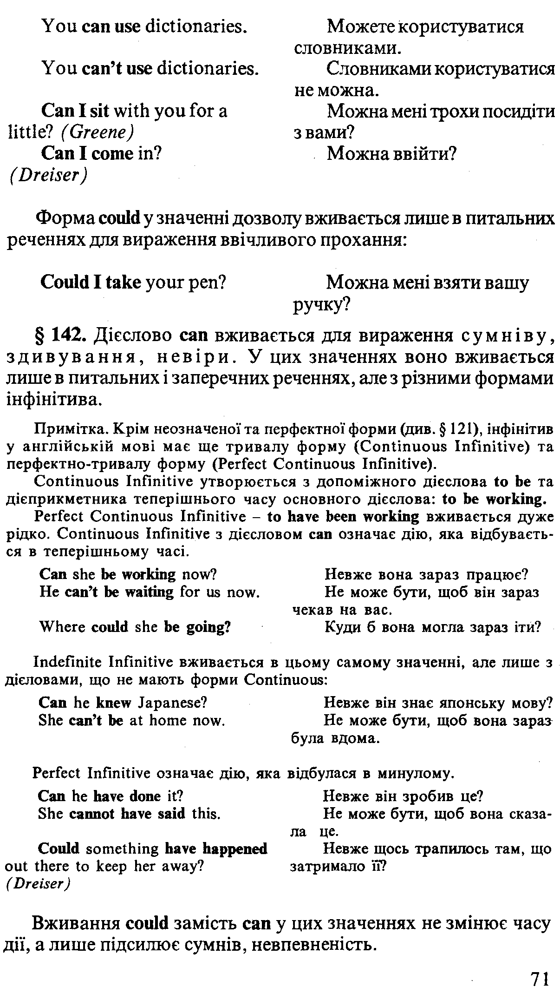 You can use dictionaries. Можете користуватися
словниками.
You can’t use dictionaries. Словниками користуватися
не можна.
Can I sit with you for a Можна мені трохи посидіти
little? (Greene) з вами?
Can I come in? Можна ввійти?
(Dreiser)
Форма could у значенні дозволу вживається лише в питальних
реченнях для вираження ввічливого прохання:
Could I take your pen? Можна мені взяти вашу
ручку?
§ 142. Дієслово can вживається для вираження сумніву,
здивування, невіри. У цих значеннях воно вживається
лише в питальних і заперечних реченнях, але з різними формами
інфінітива.
Примітка. Крім неозначеної та перфектної форми (див. § 121), інфінітив
у англійській мові має ще тривалу форму (Continuous Infinitive) та
перфектно-тривалу форму (Perfect Continuous Infinitive).
Continuous Infinitive утворюється з допоміжного дієслова to be та
дієприкметника теперішнього часу основного дієслова: to be working.
Perfect Continuous Infinitive – to have been working вживається дуже
рідко. Continuous Infinitive з дієсловом can означає дію, яка відбуваєть-
ся в теперішньому часі.
Can she be working now? Невже вона зараз працює?
He can’t be waiting for us now. Не може бути, щоб він зараз
чекав на вас.
Where could she be going? Куди б вона могла зараз іти?
Indefinite Infinitive вживається в цьому самому значенні, але лише з
дієловами, що не мають форми Continuous:
Can he knew Japanese? Невже він знає японську мову?
She can’t be at home now. Не може бути, щоб вона зараз
була вдома.
Perfect Infinitive означає дію, яка відбулася в минулому.
Can he have done it? Невже він зробив це?
She cannot have said this. Не може бути, щоб вона сказа-
ла це.
Could something have happened Невже щось трапилось там, що
out there to keep her away? затримало її?
(Dreiser)
Вживання could замість can у цих значеннях не змінює часу
дії, а лише підсилює сумнів, невпевненість.
71